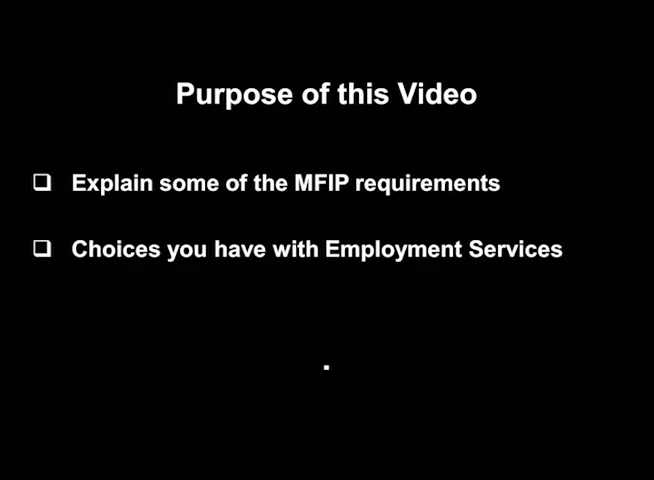 Purpose of this Video
❑ Explain some of the MFIP requirements
❑ Choices you have with Employment Services
.